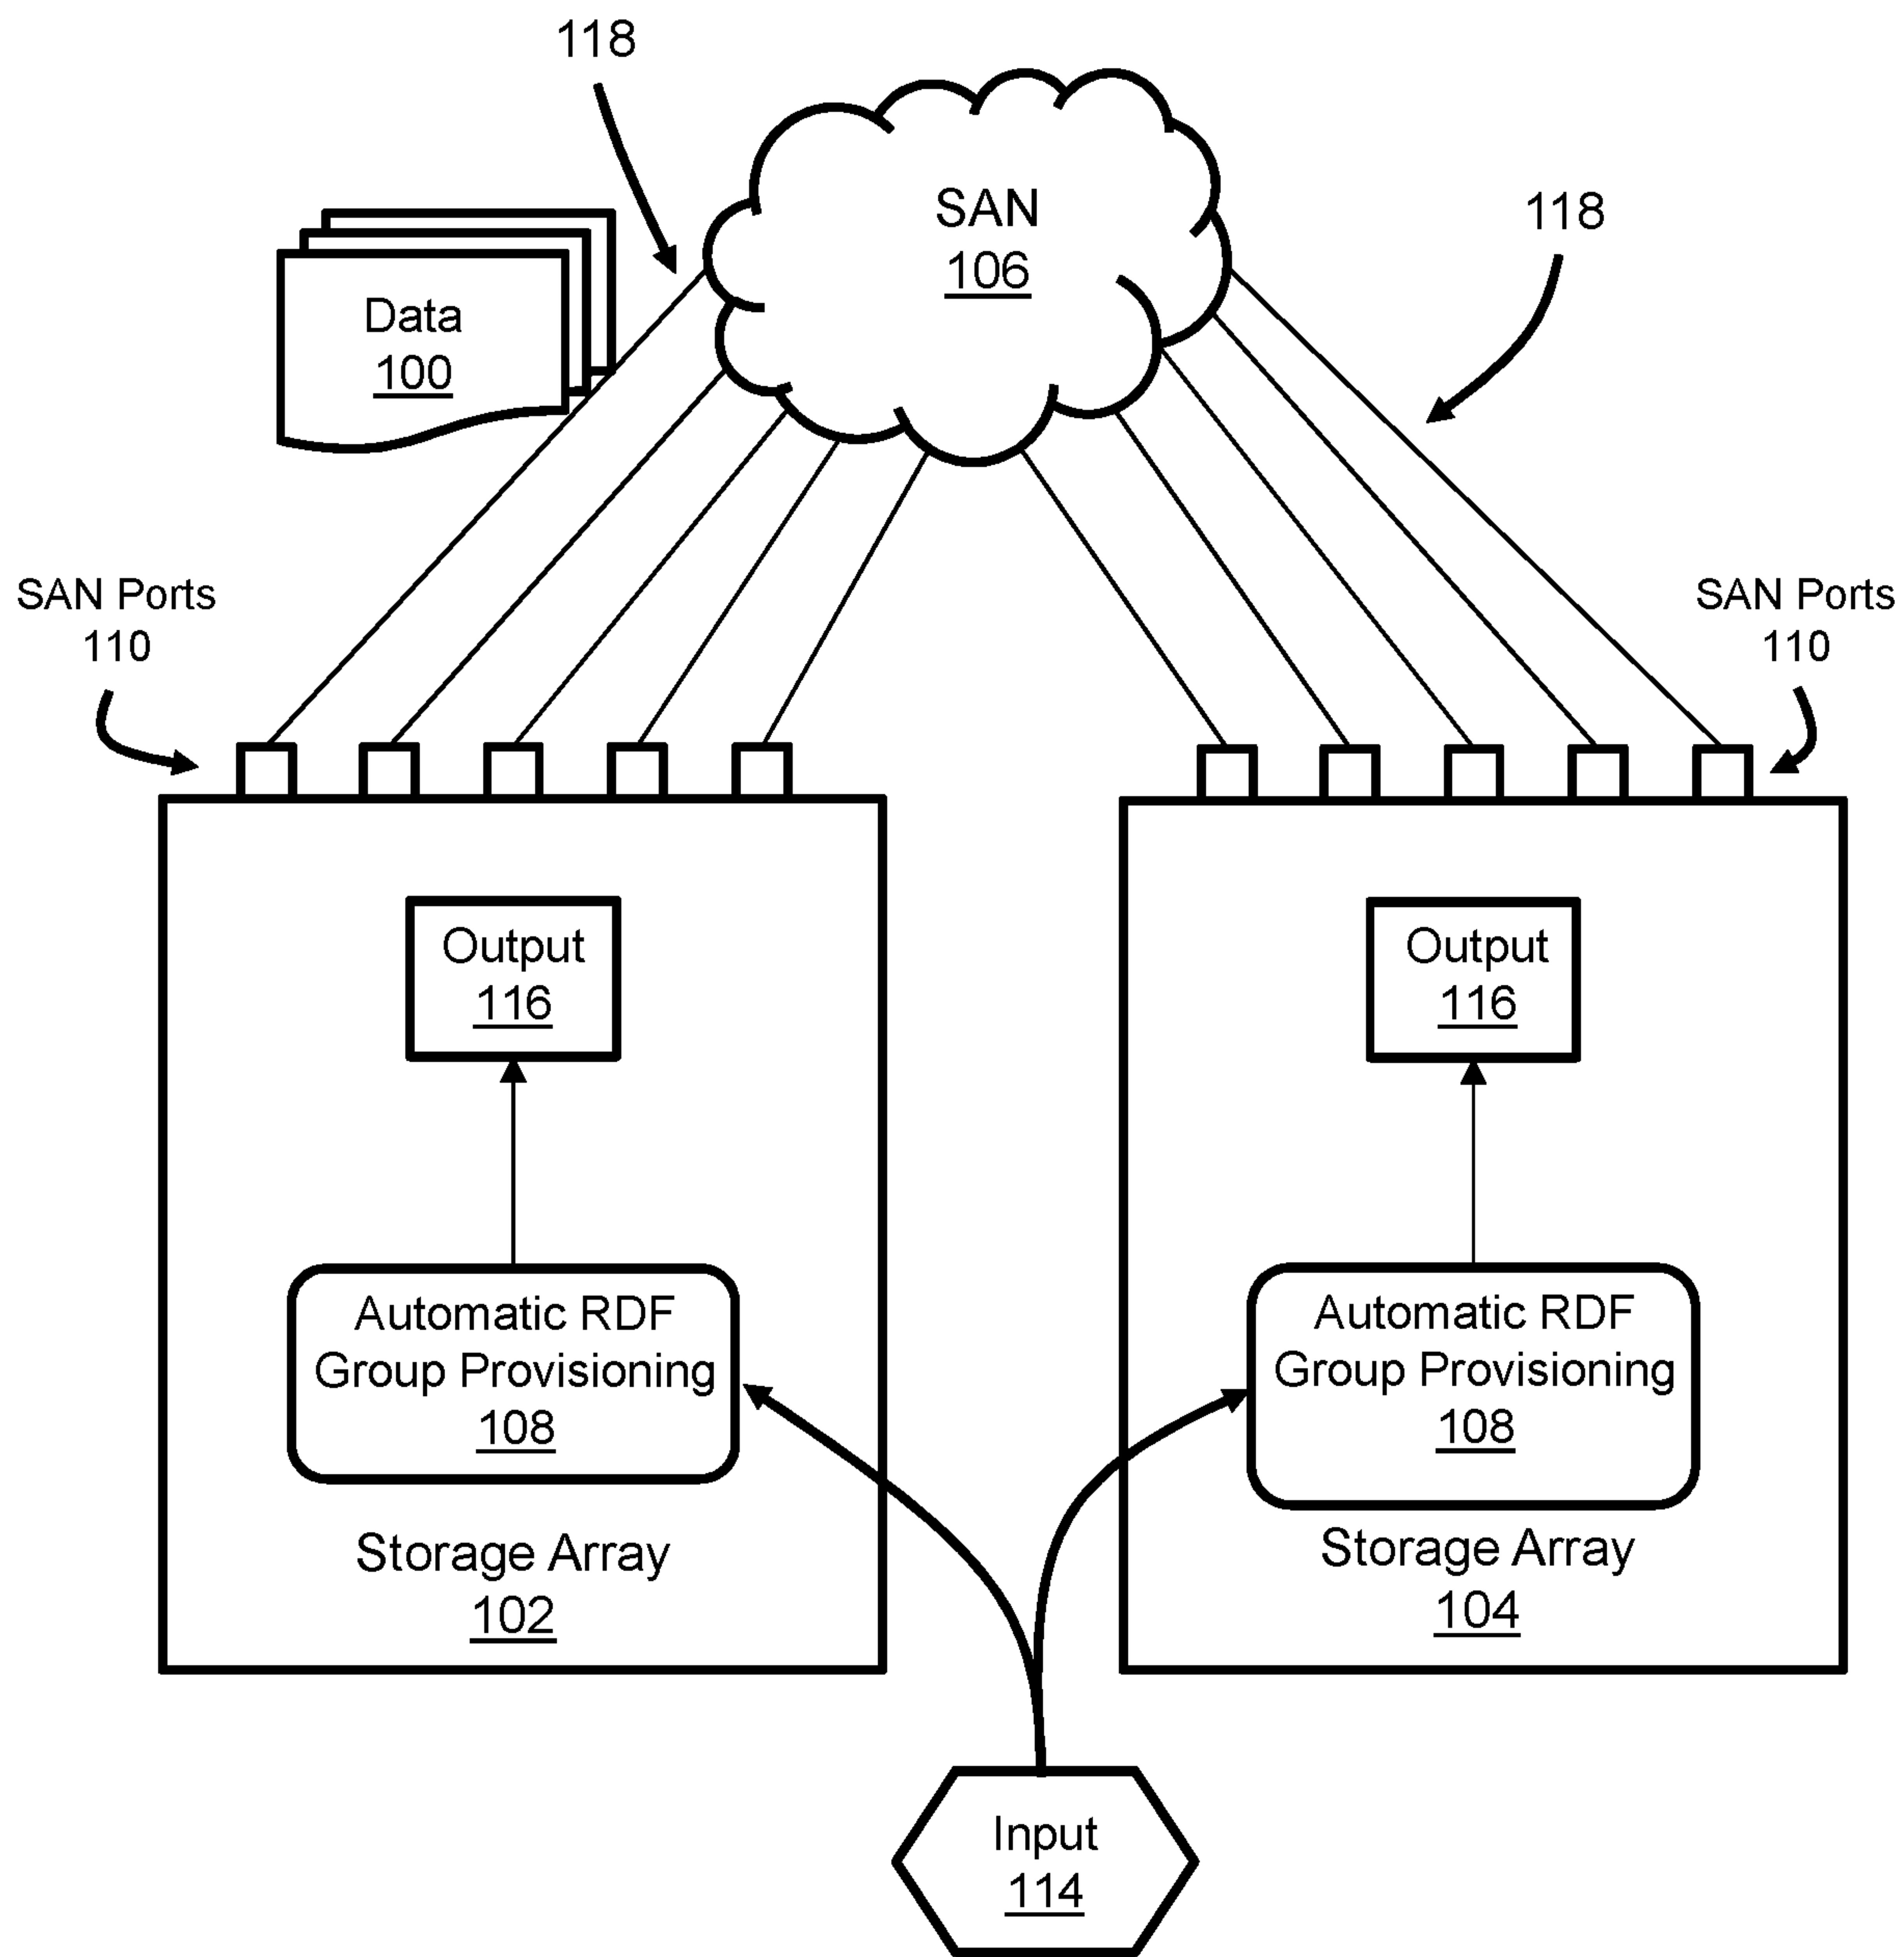 118
SAN
106
118
Data
100
SAN Ports
110
SAN Ports
110
Output
116
Output
116
Automatic RDF
Group Provisioning
108
Automatic RDF
Group Provisioning
108
Storage Array
102
Storage Array
104
Input
114